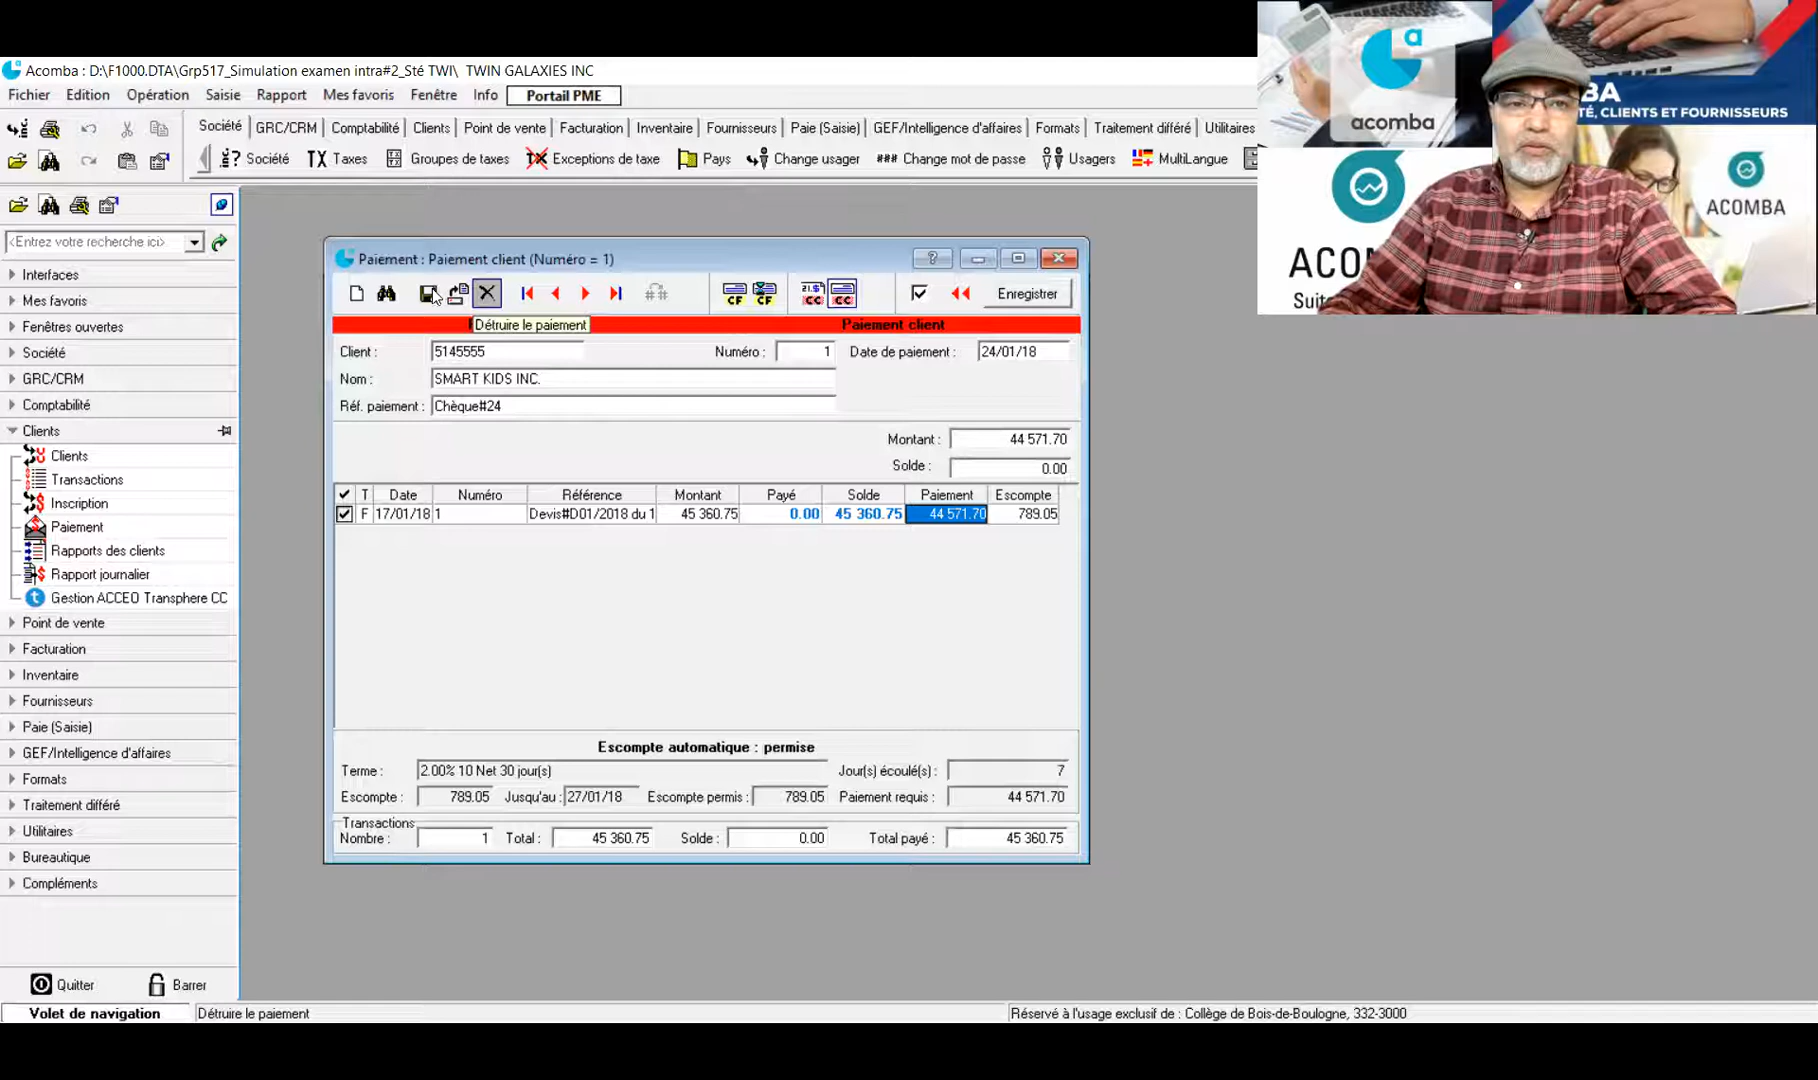 Acomba : D:\F1000.DTA\Grp517_Simulation examen intra#2_Sté TWI\ TWIN GALAXIES INC
Fichier Edition Opération Saisie Rapport Mes favoris Fenêtre Info Portail PME
Société GRC/CRM Comptabilité Clients Point de vente Facturation Inventaire Fournisseurs Paie (Saisie) GEF/Intelligence d'affaires Formats Traitement différé Utilitaires
Société TX Taxes Groupes de taxes TX Exceptions de taxe Pays Change usager ### Change mot de passe Usagers MultiLangue
<Entrez votre recherche ici>
Interfaces
Mes favoris
Fenêtres ouvertes
Société
GRC/CRM
Comptabilité
Clients
Clients
Transactions
Inscription
Paiement
Rapports des clients
Rapport journalier
Gestion ACCEO Transphere CC
Point de vente
Facturation
Inventaire
Fournisseurs
Paie (Saisie)
GEF/Intelligence d'affaires
Formats
Traitement différé
Utilitaires
Bureautique
Compléments
Quitter Barrer
Volet de navigation Détruire le paiement Réservé à l'usage exclusif de : Collège de Bois-de-Boulogne, 332-3000
Paiement : Paiement client (Numéro = 1)
CF CF CC CC Enregistrer
Détruire le paiement Paiement client
Client : 5145555 Numéro : 1 Date de paiement : 24/01/18
Nom : SMART KIDS INC.
Réf. paiement : Chèque#24
Montant : 44 571.70
Solde : 0.00
T Date Numéro Référence Montant Payé Solde Paiement Escompte
F 17/01/18 1 Devis#D01/2018 du 1 45 360.75 0.00 45 360.75 44 571.70 789.05
Escompte automatique : permise
Terme : 2.00% 10 Net 30 jour(s) Jour(s) écoulé(s) : 7
Escompte : 789.05 Jusqu'au : 27/01/18 Escompte permis : 789.05 Paiement requis : 44 571.70
Transactions
Nombre : 1 Total : 45 360.75 Solde : 0.00 Total payé : 45 360.75
acomba
BA
TÉ, CLIENTS ET FOURNISSEURS
ACOMBA
ACO
Suite